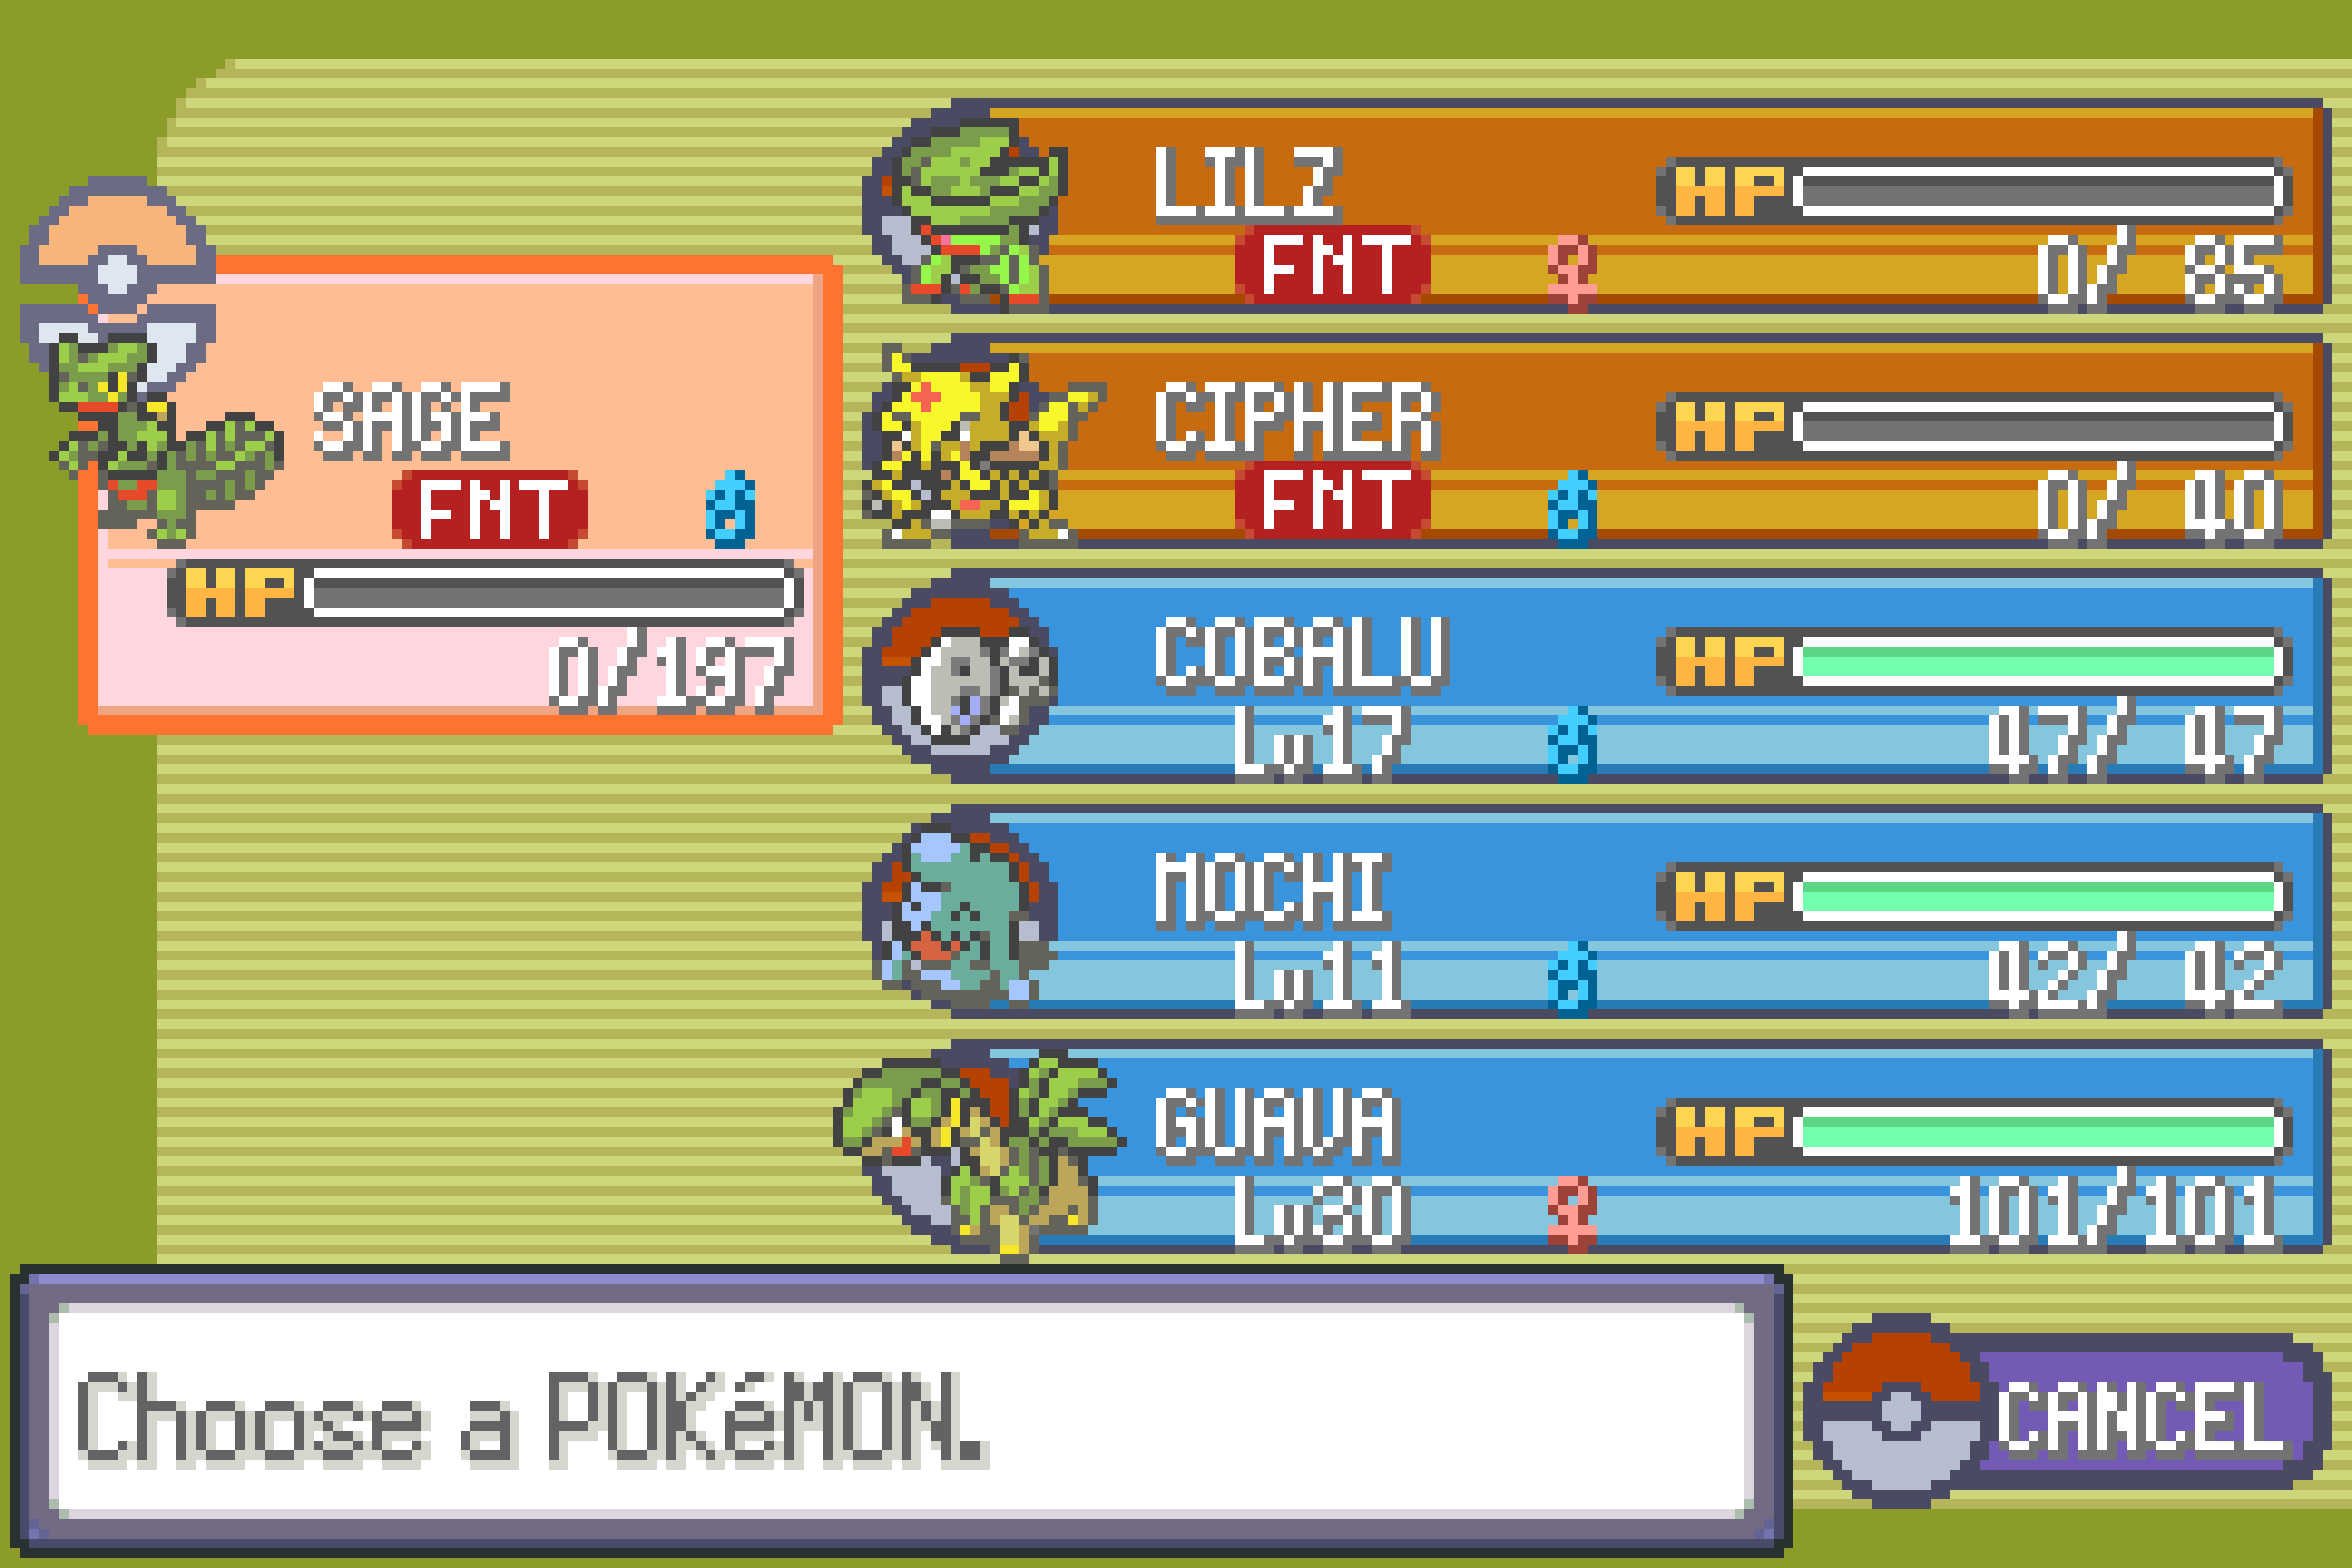 SAGE
FNT ♂
HP
0/197
LILZ
HP
FNT ♀ 0/ 85
CIPHER
HP
FNT ♂ 0/ 40
COBALU
HP
Lv17 ♂ 47/ 47
MOCHI
HP
Lv11 ♂ 42/ 42
GUAVA
HP
Lv30 ♀ 101/101
Choose a POKéMON.
CANCEL